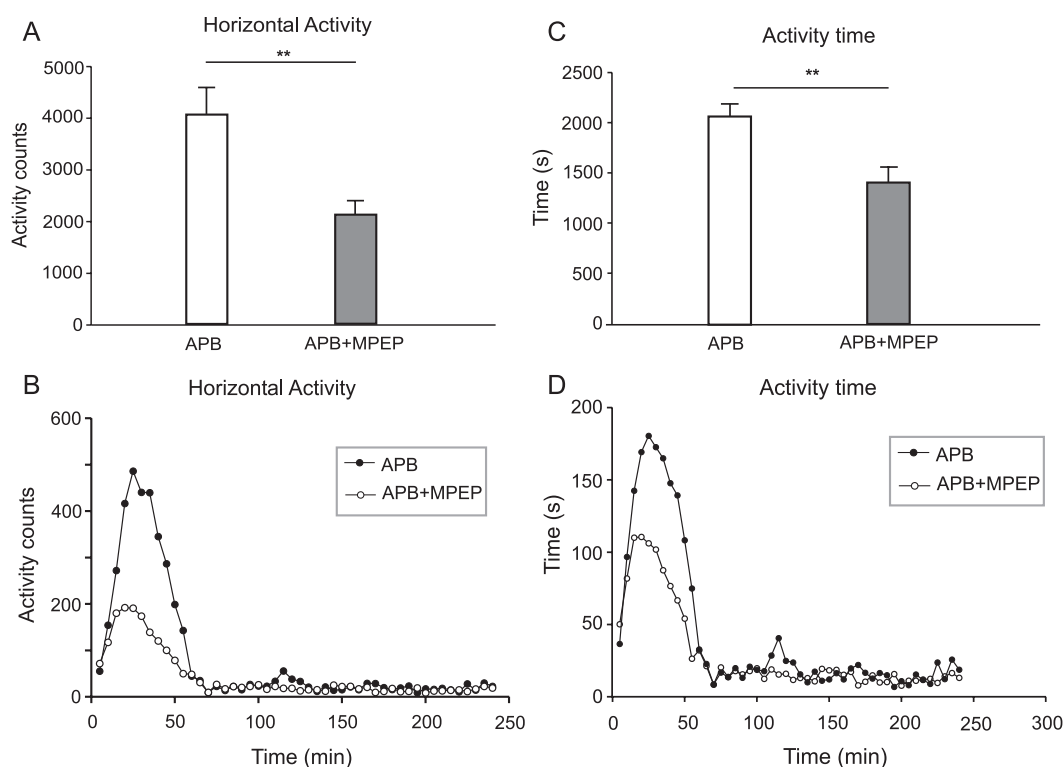 A
Horizontal Activity
**
5000
4000
3000
2000
1000
0
Activity counts
APB
APB+MPEP
C
Activity time
**
2500
2000
1500
1000
500
0
Time (s)
APB
APB+MPEP
B
Horizontal Activity
600
400
200
0
Activity counts
APB
APB+MPEP
0
50
100
150
200
250
Time (min)
D
Activity time
200
150
100
50
0
Time (s)
APB
APB+MPEP
0
50
100
150
200
250
300
Time (min)